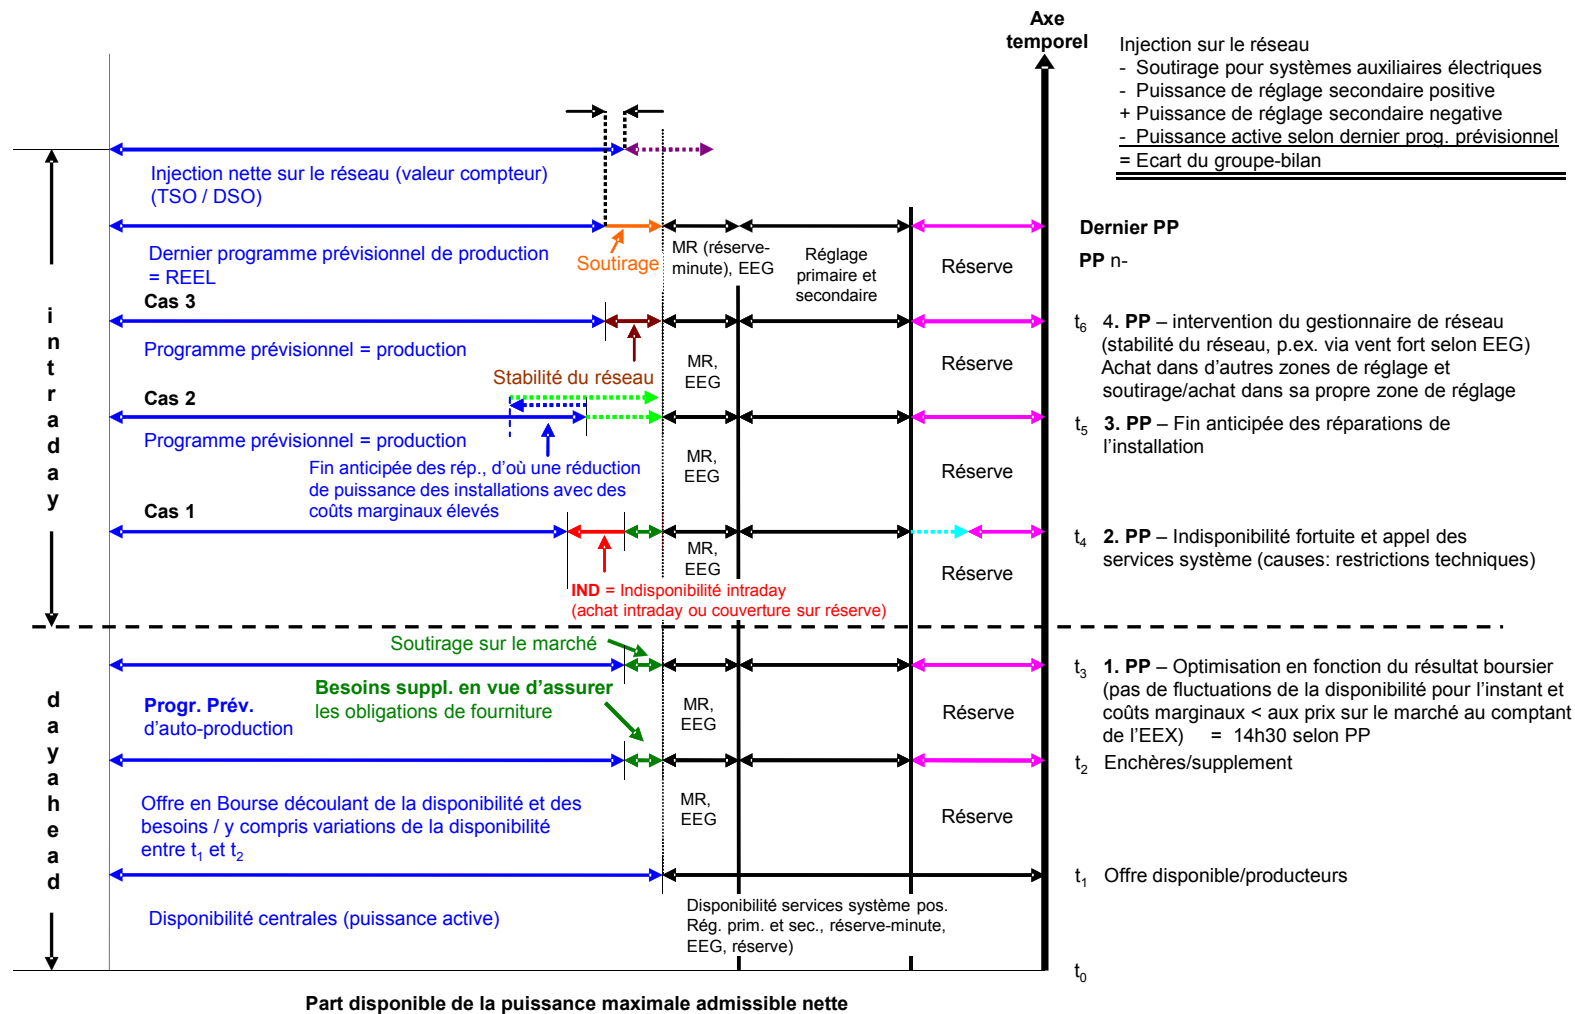 Axe
temporel
Injection sur le réseau
- Soutirage pour systèmes auxiliaires électriques
- Puissance de réglage secondaire positive
+ Puissance de réglage secondaire negative
- Puissance active selon dernier prog. prévisionnel
= Ecart du groupe-bilan
Injection nette sur le réseau (valeur compteur)
(TSO / DSO)
Dernier programme prévisionnel de production
= REEL
Soutirage
MR (réserve-
minute), EEG
Réglage
primaire et
secondaire
Réserve
Dernier PP
PP n-
intraday
Cas 3
Programme prévisionnel = production
Stabilité du réseau
MR,
EEG
Réserve
t6 4. PP – intervention du gestionnaire de réseau
(stabilité du réseau, p.ex. via vent fort selon EEG)
Achat dans d'autres zones de réglage et
soutirage/achat dans sa propre zone de réglage
Cas 2
Programme prévisionnel = production
Fin anticipée des rép., d'où une réduction
de puissance des installations avec des
coûts marginaux élevés
MR,
EEG
Réserve
t5 3. PP – Fin anticipée des réparations de
l'installation
Cas 1
MR,
EEG
Réserve
IND = Indisponibilité intraday
(achat intraday ou couverture sur réserve)
t4 2. PP – Indisponibilité fortuite et appel des
services système (causes: restrictions techniques)
dayahead
Soutirage sur le marché
Besoins suppl. en vue d'assurer
les obligations de fourniture
Progr. Prév.
d'auto-production
MR,
EEG
Réserve
t3 1. PP – Optimisation en fonction du résultat boursier
(pas de fluctuations de la disponibilité pour l'instant et
coûts marginaux < aux prix sur le marché au comptant
de l'EEX) = 14h30 selon PP
t2 Enchères/supplement
Offre en Bourse découlant de la disponibilité et des
besoins / y compris variations de la disponibilité
entre t1 et t2
MR,
EEG
Réserve
t1 Offre disponible/producteurs
Disponibilité centrales (puissance active)
Disponibilité services système pos.
Rég. prim. et sec., réserve-minute,
EEG, réserve)
t0
Part disponible de la puissance maximale admissible nette